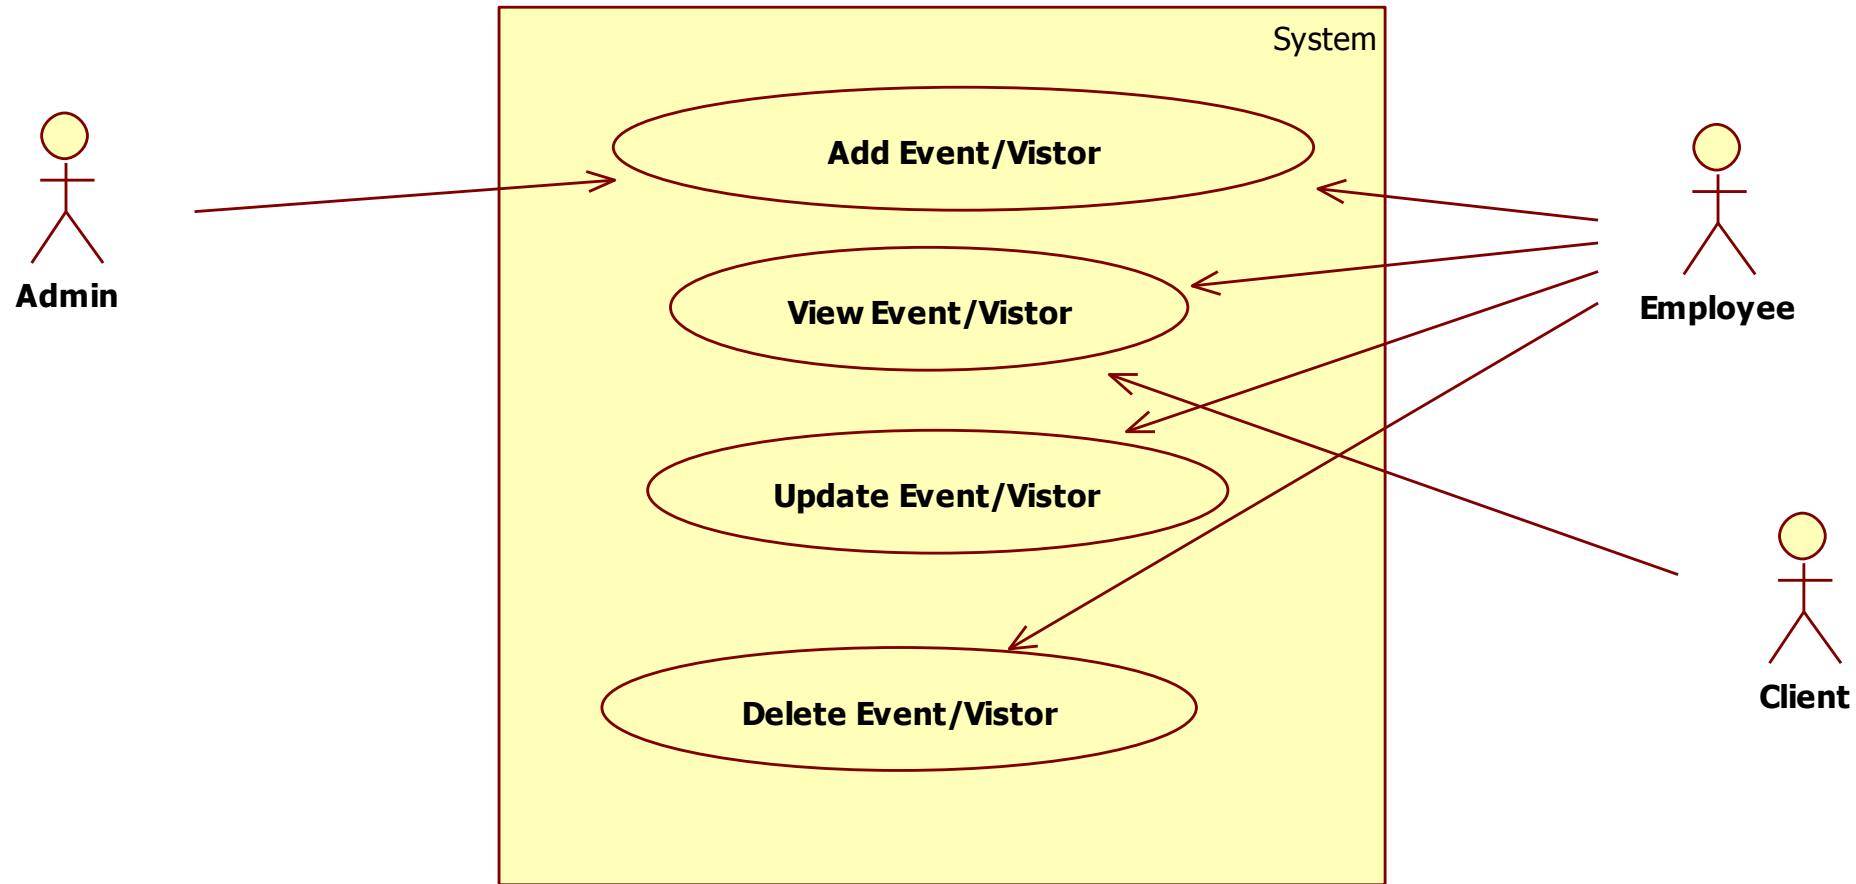 System
Add Event/Vistor
Admin
View Event/Vistor
Employee
Update Event/Vistor
Client
Delete Event/Vistor